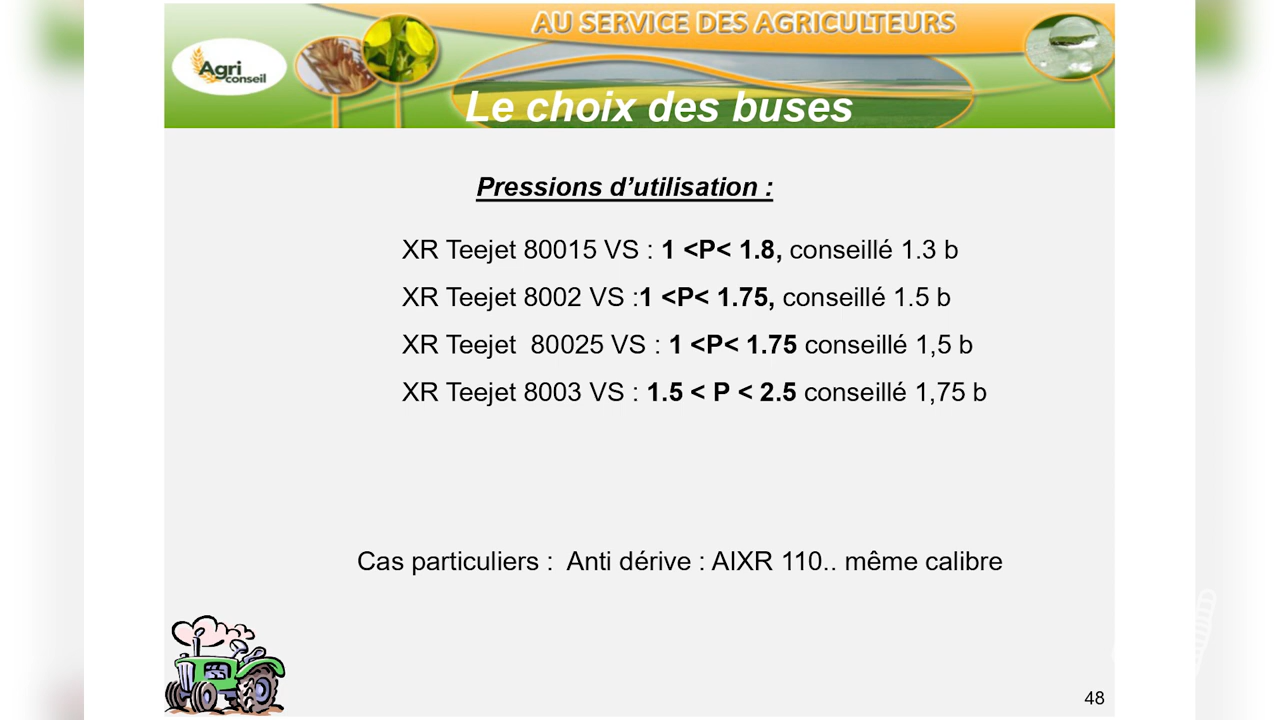 AU SERVICE DES AGRICULTEURS
Agri
conseil
Le choix des buses
Pressions d’utilisation :
XR Teejet 80015 VS : 1 <P< 1.8, conseillé 1.3 b
XR Teejet 8002 VS :1 <P< 1.75, conseillé 1.5 b
XR Teejet  80025 VS : 1 <P< 1.75 conseillé 1,5 b
XR Teejet 8003 VS : 1.5 < P < 2.5 conseillé 1,75 b
Cas particuliers :  Anti dérive : AIXR 110.. même calibre
48